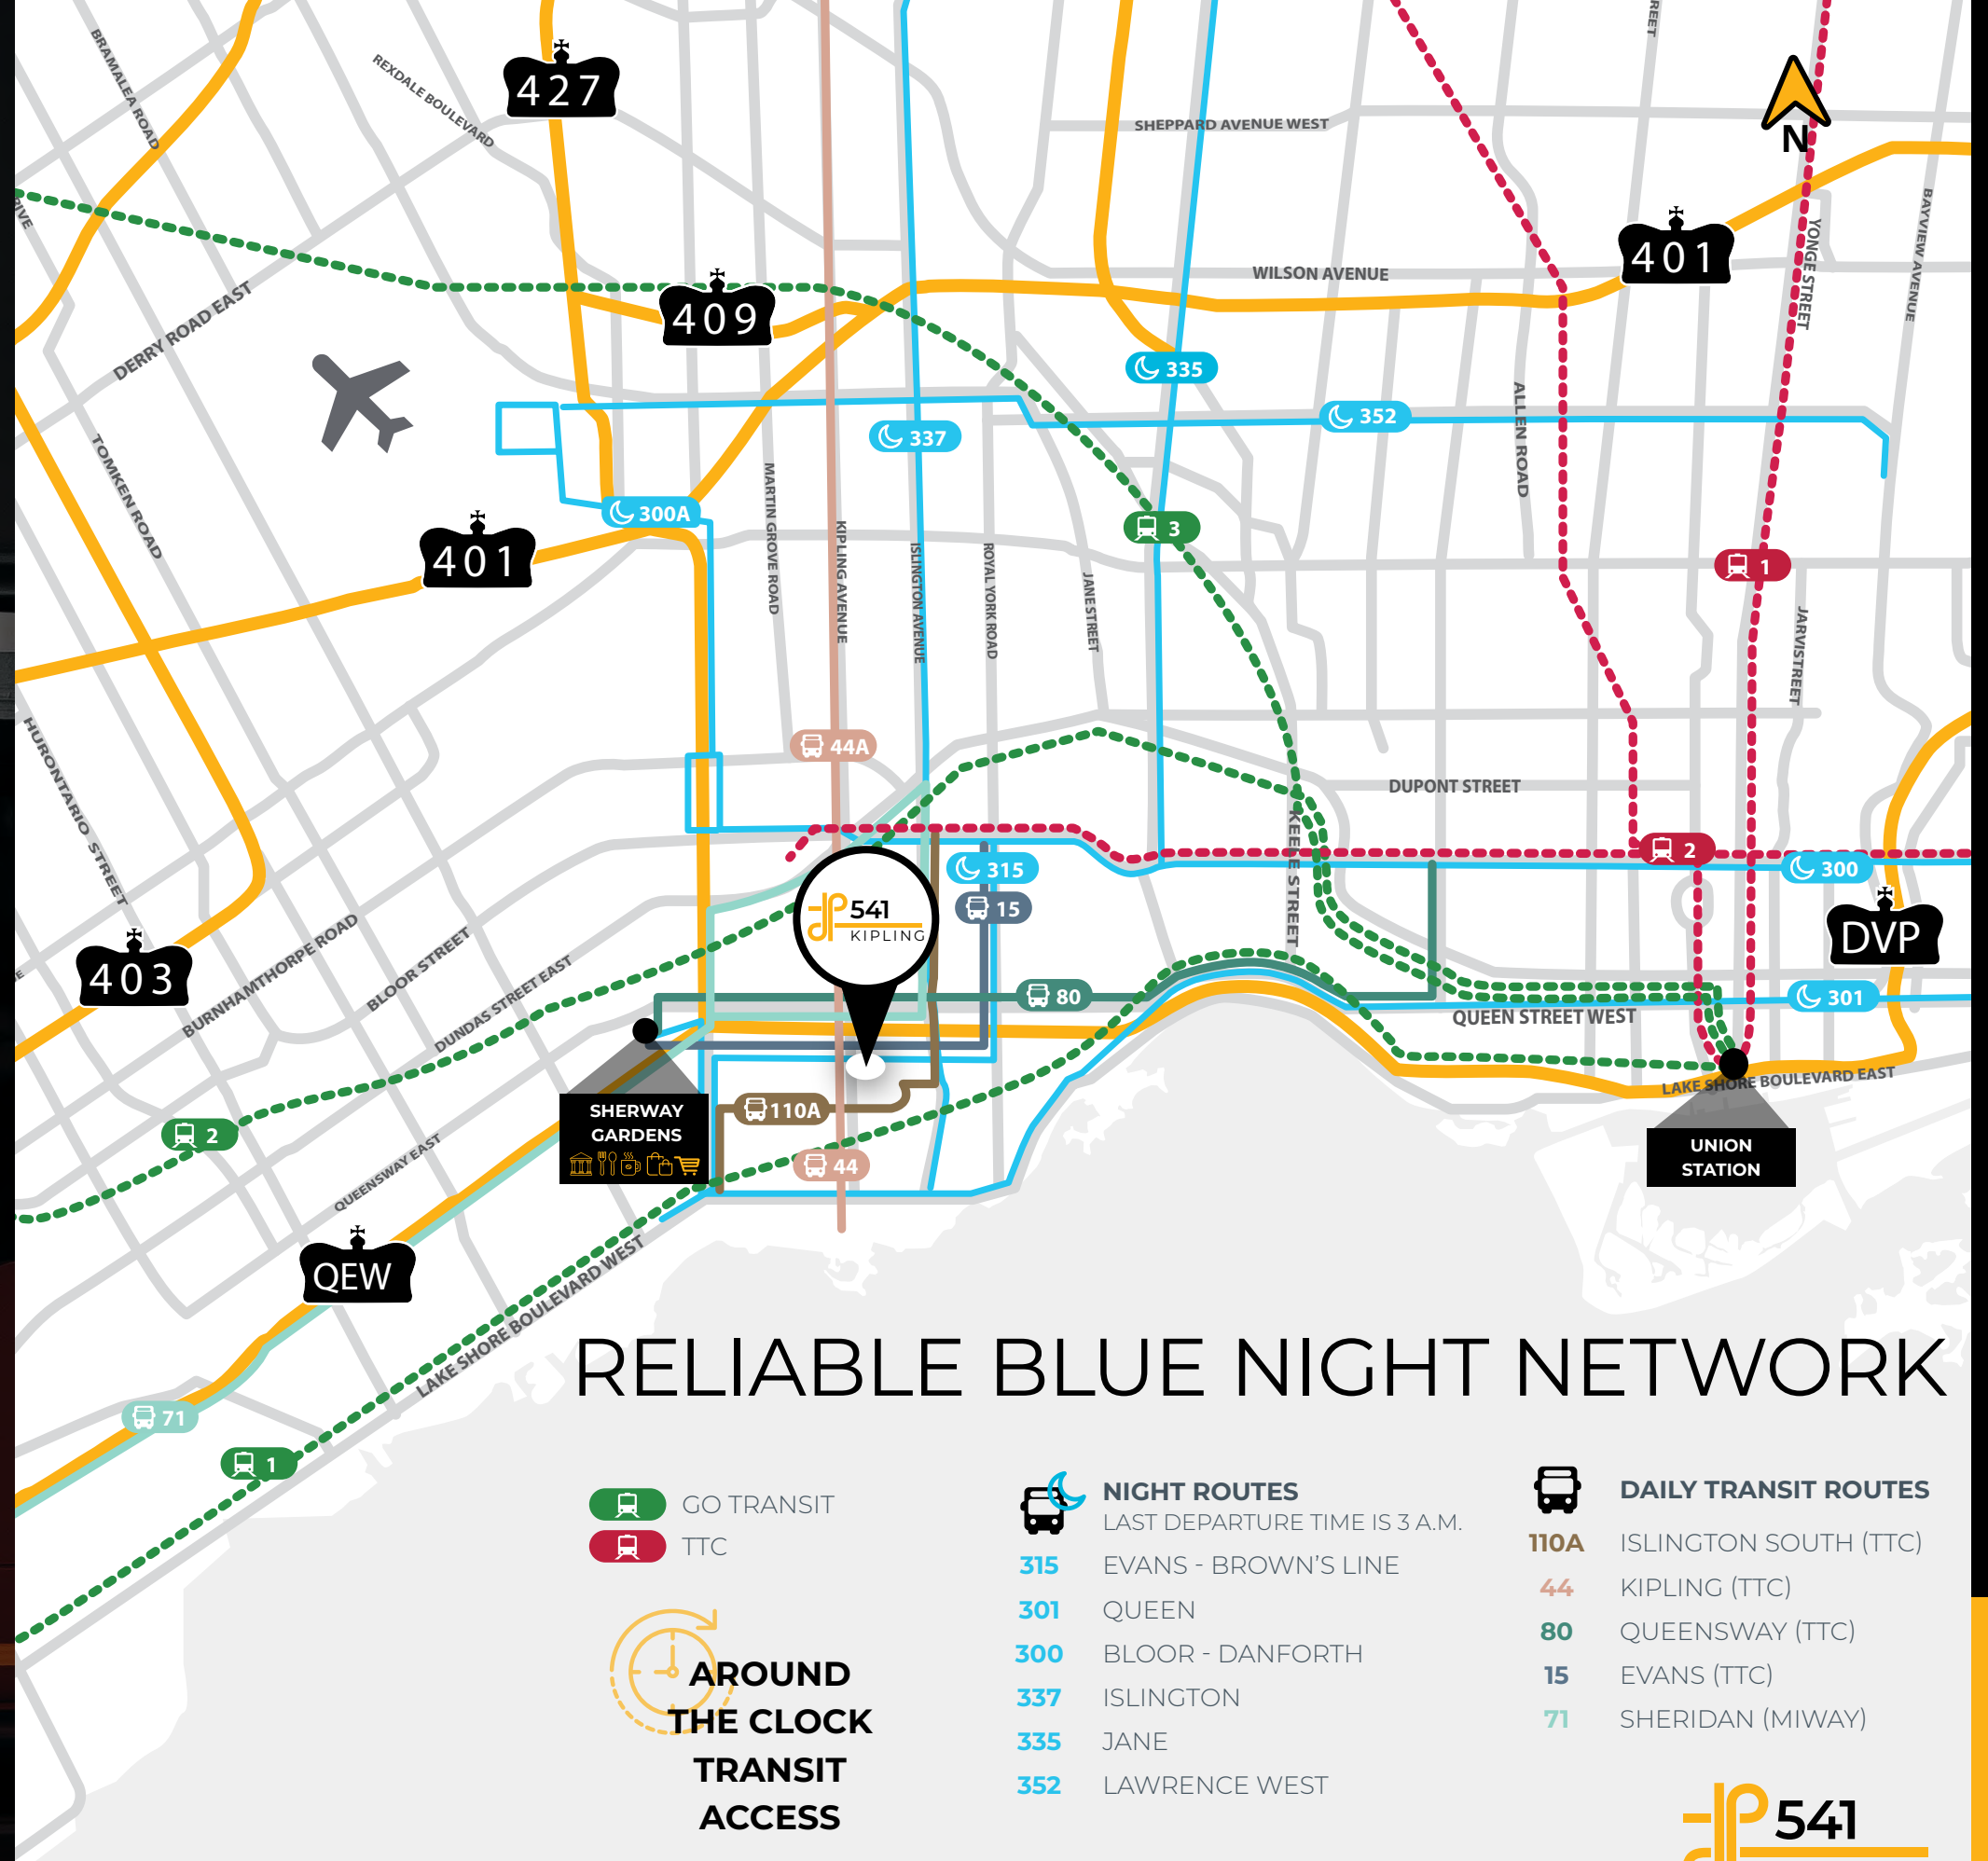 BRAMALEA ROAD
REXDALE BOULEVARD
427
SHEPPARD AVENUE WEST
N
401
WILSON AVENUE
YONGE STREET
BAYVIEW AVENUE
DERRY ROAD EAST
409
335
352
337
ALLEN ROAD
TOMKEN ROAD
300A
MARTIN GROVE ROAD
KIPLING AVENUE
ISLINGTON AVENUE
ROYAL YORK ROAD
JANE STREET
3
401
1
JARVISTREET
HURONTARIO STREET
44A
DUPONT STREET
KEELE STREET
2
300
315
15
541
KIPLING
DVP
403
BURNHAMTHORPE ROAD
BLOOR STREET
DUNDAS STREET EAST
80
301
QUEEN STREET WEST
LAKE SHORE BOULEVARD EAST
SHERWAY
GARDENS
110A
UNION
STATION
2
QUEENSWAY EAST
44
QEW
LAKE SHORE BOULEVARD WEST
71
1
RELIABLE BLUE NIGHT NETWORK
GO TRANSIT
TTC
AROUND
THE CLOCK
TRANSIT
ACCESS
NIGHT ROUTES
LAST DEPARTURE TIME IS 3 A.M.
315 EVANS - BROWN'S LINE
301 QUEEN
300 BLOOR - DANFORTH
337 ISLINGTON
335 JANE
352 LAWRENCE WEST
DAILY TRANSIT ROUTES
110A ISLINGTON SOUTH (TTC)
44 KIPLING (TTC)
80 QUEENSWAY (TTC)
15 EVANS (TTC)
71 SHERIDAN (MIWAY)
541